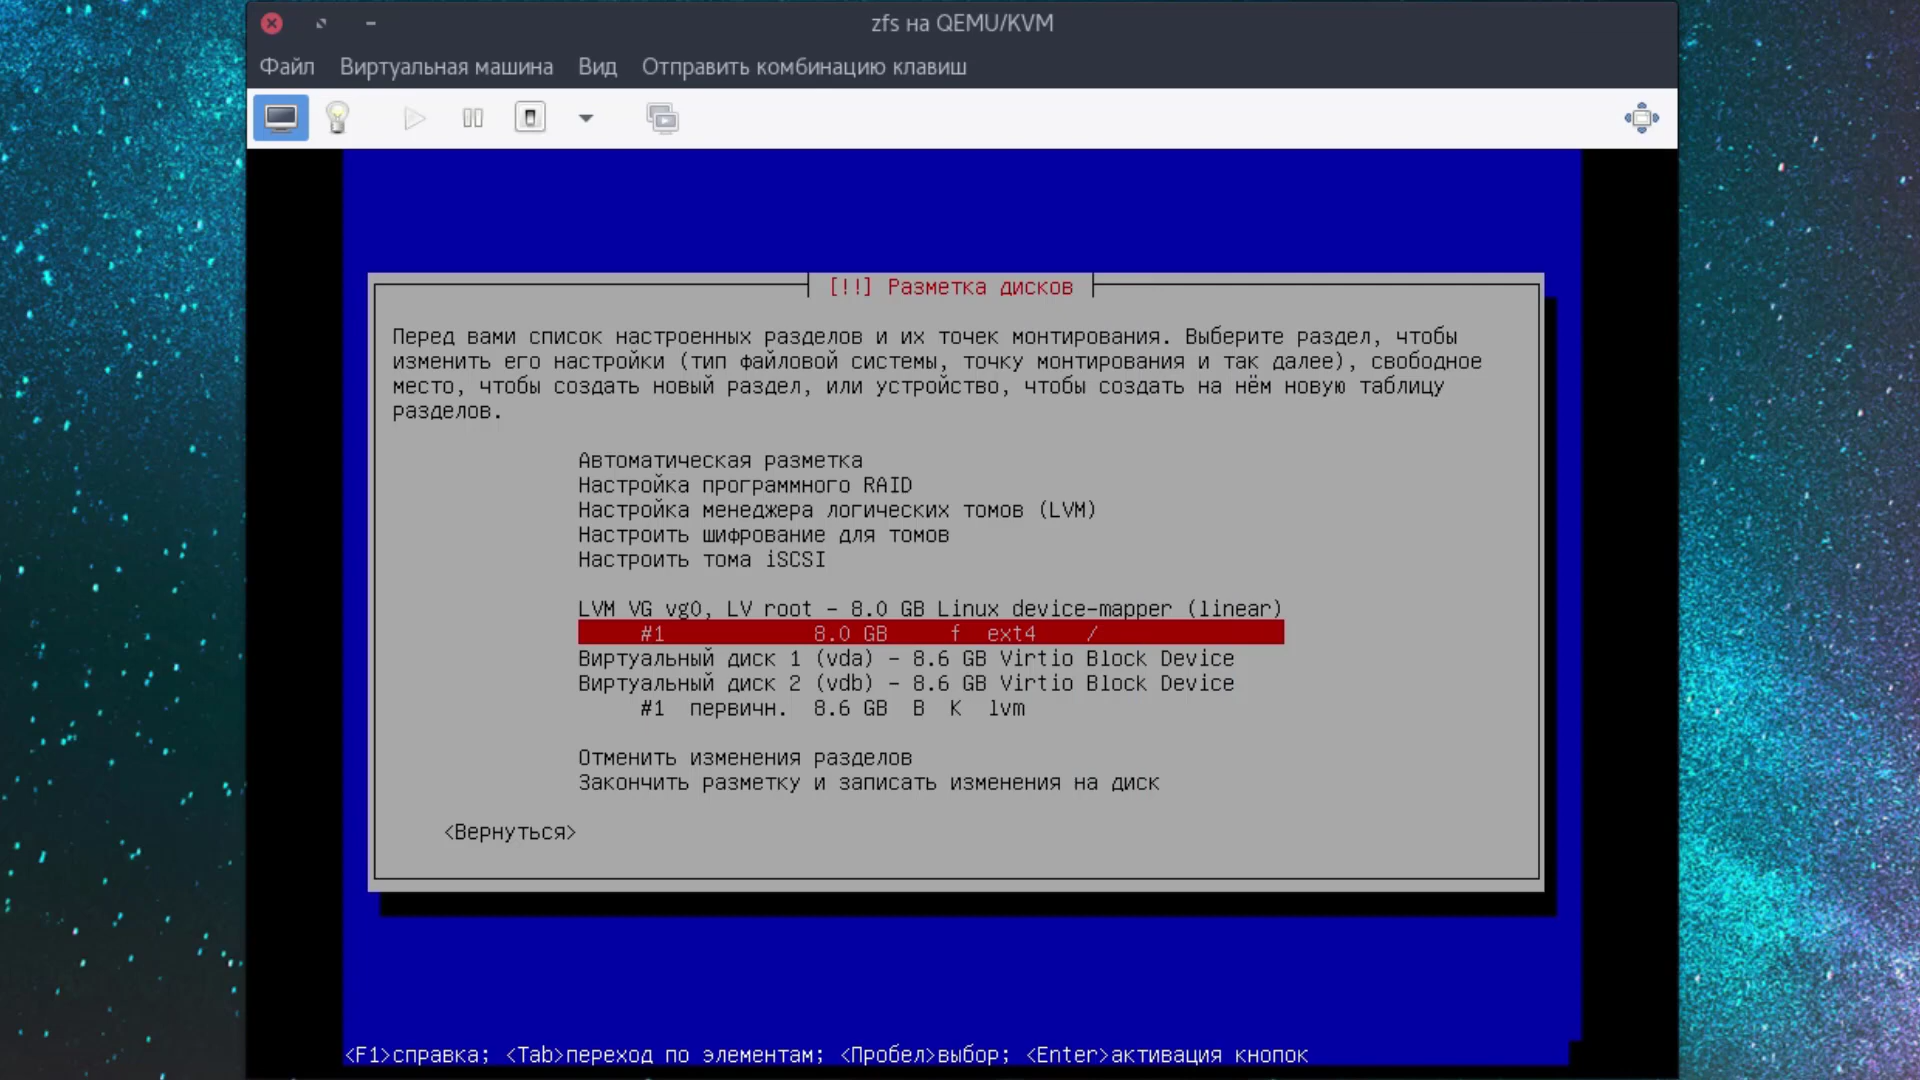 zfs на QEMU/KVM
Файл Виртуальная машина Вид Отправить комбинацию клавиш
[!!] Разметка дисков
Перед вами список настроенных разделов и их точек монтирования. Выберите раздел, чтобы
изменить его настройки (тип файловой системы, точку монтирования и так далее), свободное
место, чтобы создать новый раздел, или устройство, чтобы создать на нём новую таблицу
разделов.
Автоматическая разметка
Настройка программного RAID
Настройка менеджера логических томов (LVM)
Настроить шифрование для томов
Настроить тома iSCSI
LVM VG vg0, LV root - 8.0 GB Linux device-mapper (linear)
#1 8.0 GB f ext4 /
Виртуальный диск 1 (vda) - 8.6 GB Virtio Block Device
Виртуальный диск 2 (vdb) - 8.6 GB Virtio Block Device
#1 первичн. 8.6 GB B K lvm
Отменить изменения разделов
Закончить разметку и записать изменения на диск
<Вернуться>
<F1>справка; <Tab>переход по элементам; <Пробел>выбор; <Enter>активация кнопок